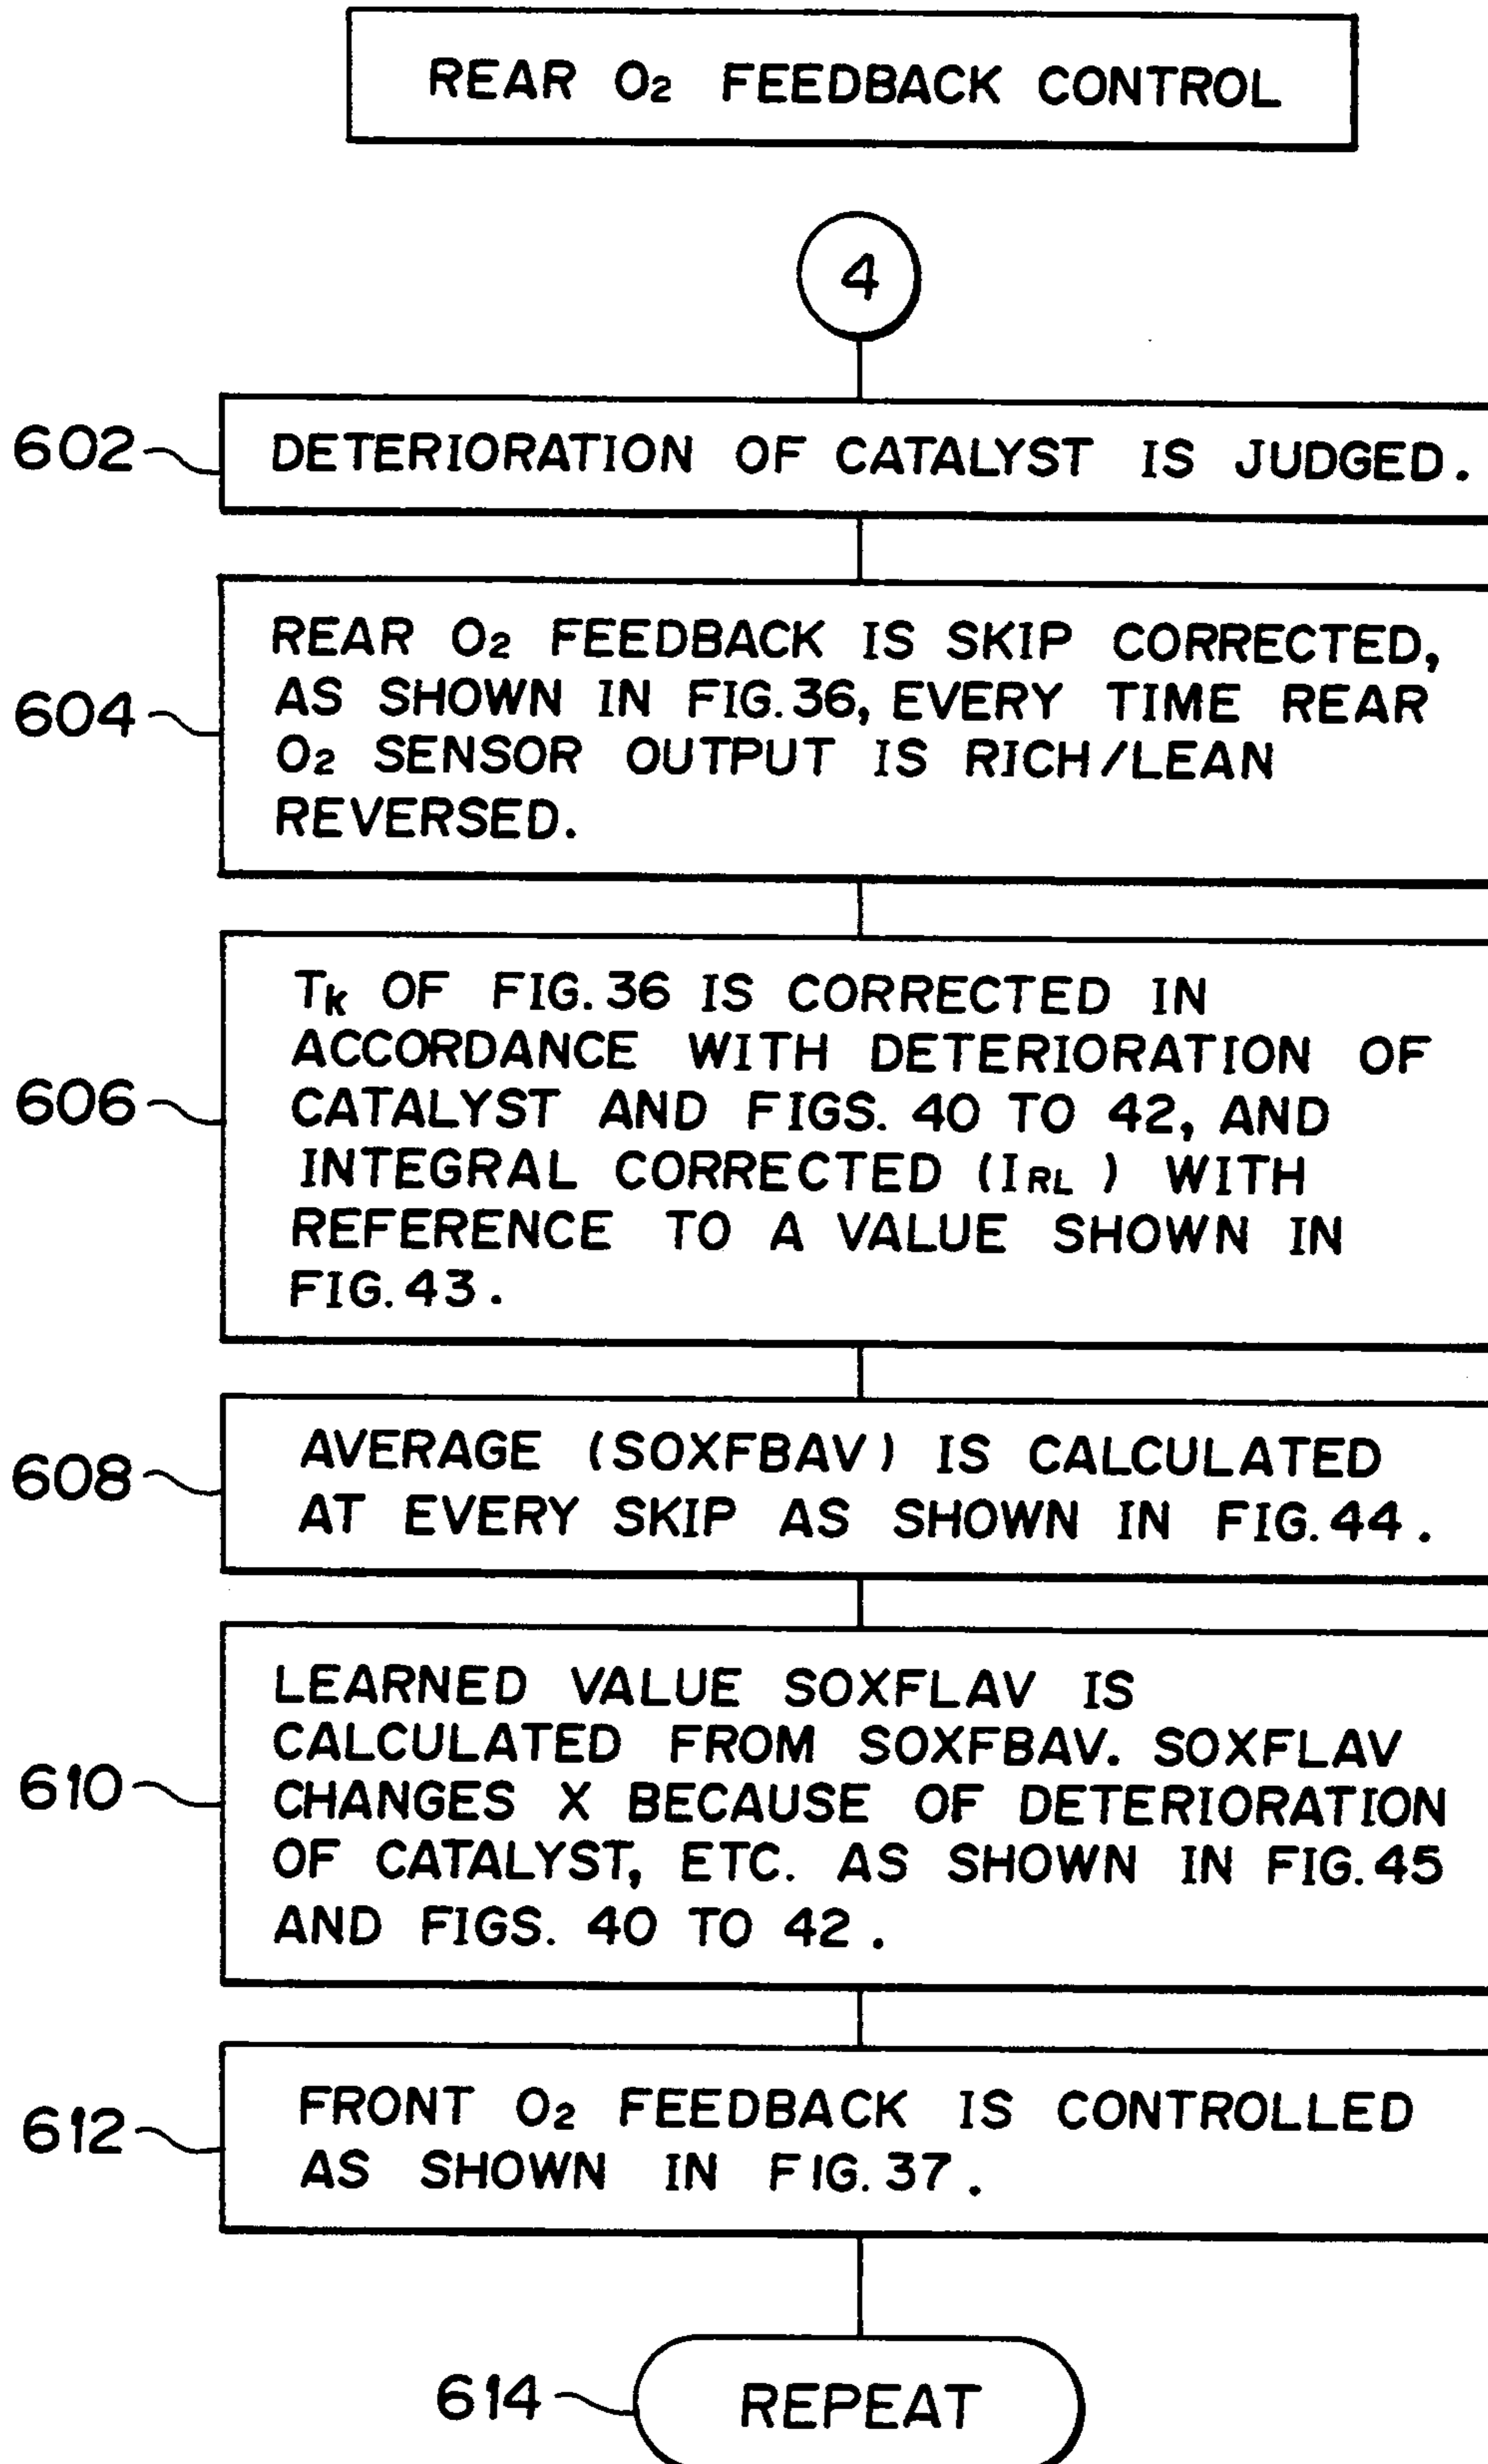 REAR O₂ FEEDBACK CONTROL
4
602
DETERIORATION OF CATALYST IS JUDGED.
604
REAR O₂ FEEDBACK IS SKIP CORRECTED,
AS SHOWN IN FIG. 36, EVERY TIME REAR
O₂ SENSOR OUTPUT IS RICH/LEAN
REVERSED.
606
Tk OF FIG. 36 IS CORRECTED IN
ACCORDANCE WITH DETERIORATION OF
CATALYST AND FIGS. 40 TO 42, AND
INTEGRAL CORRECTED (IRL) WITH
REFERENCE TO A VALUE SHOWN IN
FIG. 43.
608
AVERAGE (SOXFBAV) IS CALCULATED
AT EVERY SKIP AS SHOWN IN FIG. 44.
610
LEARNED VALUE SOXFLAV IS
CALCULATED FROM SOXFBAV. SOXFLAV
CHANGES X BECAUSE OF DETERIORATION
OF CATALYST, ETC. AS SHOWN IN FIG. 45
AND FIGS. 40 TO 42.
612
FRONT O₂ FEEDBACK IS CONTROLLED
AS SHOWN IN FIG. 37.
614
REPEAT